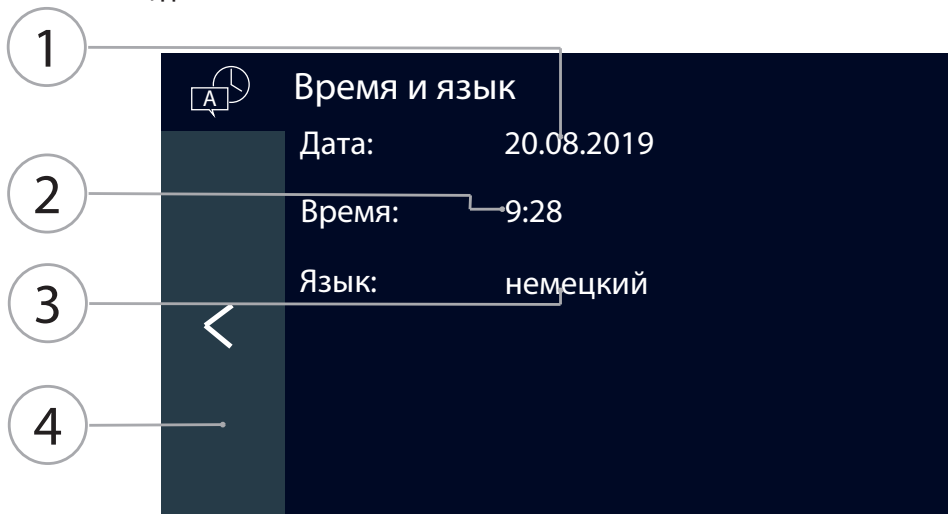 1
Время и язык
A
Дата: 20.08.2019
2
Время: 9:28
3
Язык: немецкий
4